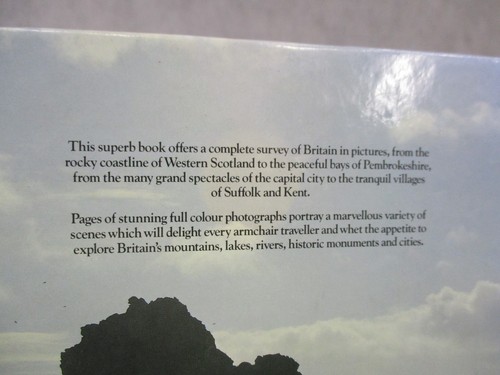 This superb book offers a complete survey of Britain in pictures, from the
rocky coastline of Western Scotland to the peaceful bays of Pembrokeshire,
from the many grand spectacles of the capital city to the tranquil villages
of Suffolk and Kent.
Pages of stunning full colour photographs portray a marvellous variety of
scenes which will delight every armchair traveller and whet the appetite to
explore Britain's mountains, lakes, rivers, historic monuments and cities.